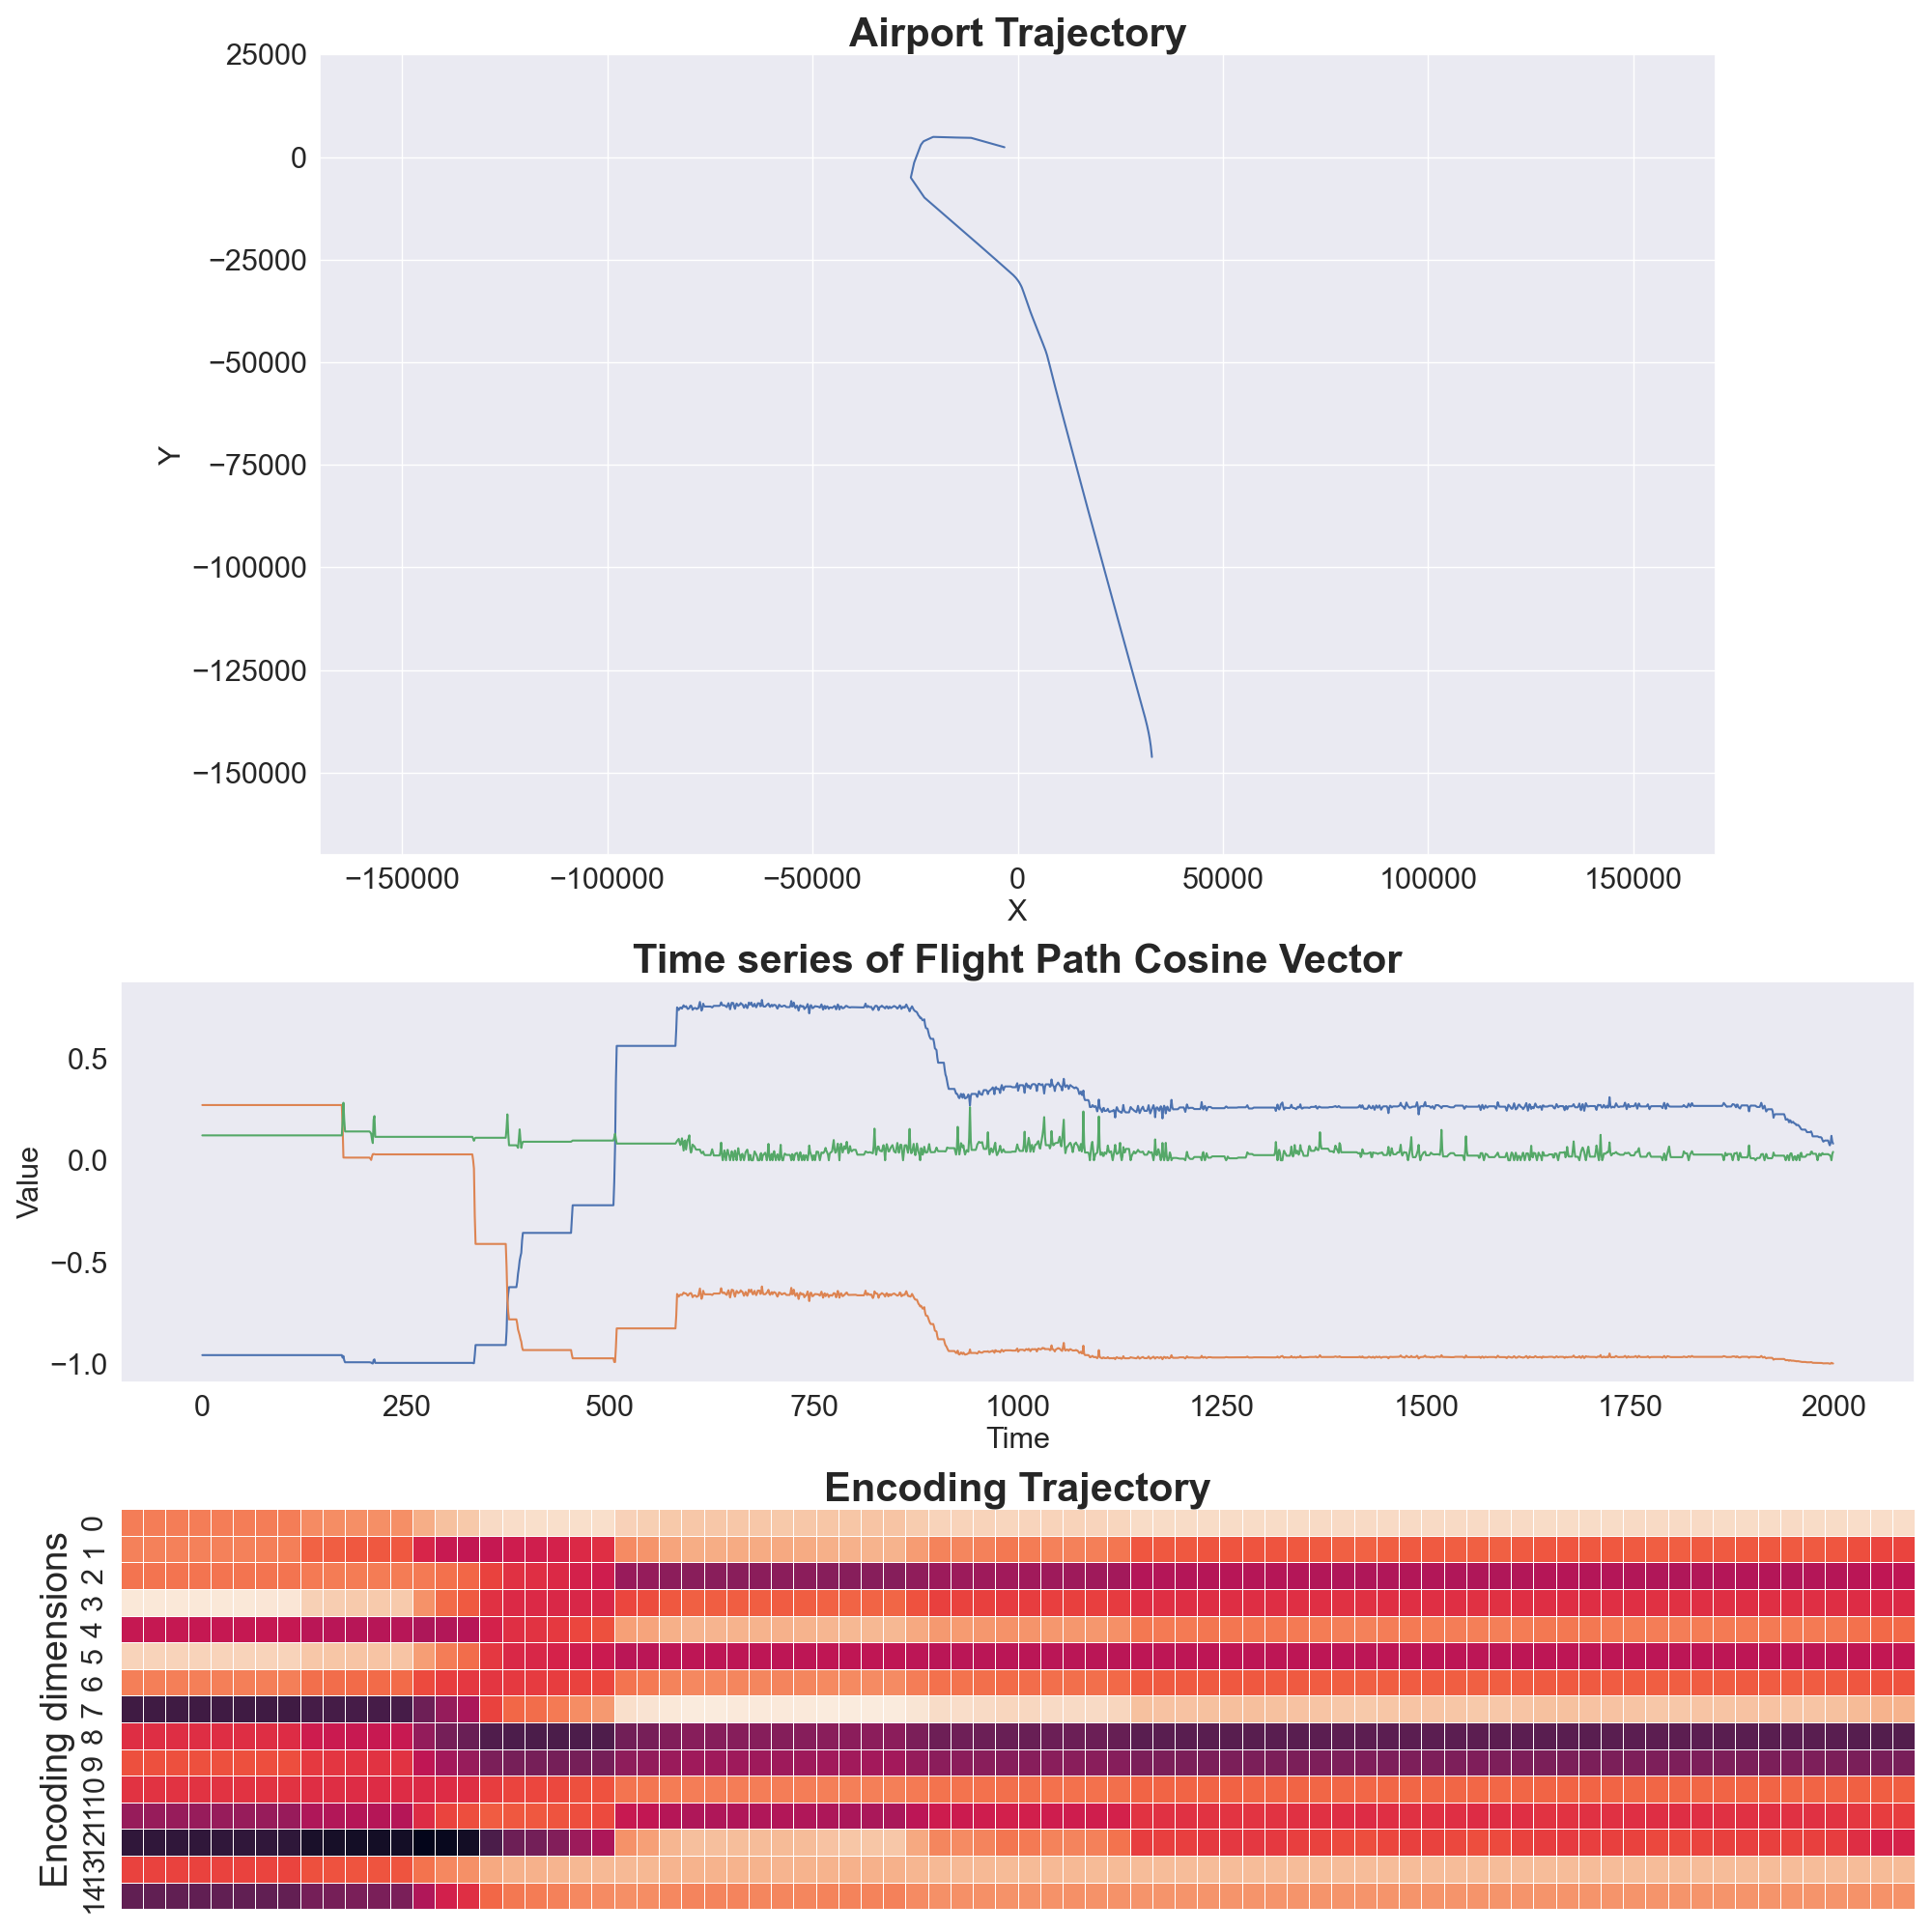 Airport Trajectory
25000
0
−25000
−50000
−75000
−100000
−125000
−150000
Y
−150000 −100000 −50000 0 50000 100000 150000
X
Time series of Flight Path Cosine Vector
0.5
0.0
−0.5
−1.0
Value
0 250 500 750 1000 1250 1500 1750 2000
Time
Encoding Trajectory
Encoding dimensions
0
1
2
3
4
5
6
7
8
9
10
11
12
13
14